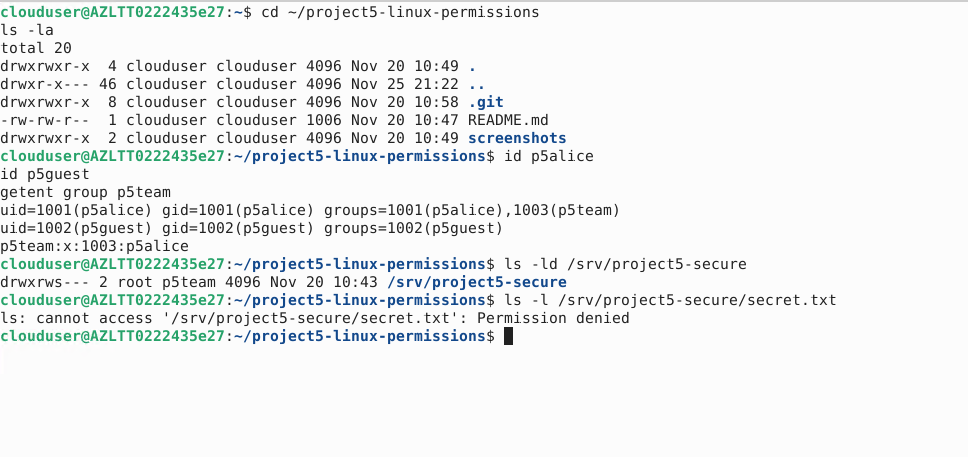 clouduser@AZLTT0222435e27:~$ cd ~/project5-linux-permissions
ls -la
total 20
drwxrwxr-x  4 clouduser clouduser 4096 Nov 20 10:49 .
drwxr-x--- 46 clouduser clouduser 4096 Nov 25 21:22 ..
drwxrwxr-x  8 clouduser clouduser 4096 Nov 20 10:58 .git
-rw-rw-r--  1 clouduser clouduser 1006 Nov 20 10:47 README.md
drwxrwxr-x  2 clouduser clouduser 4096 Nov 20 10:49 screenshots
clouduser@AZLTT0222435e27:~/project5-linux-permissions$ id p5alice
id p5guest
getent group p5team
uid=1001(p5alice) gid=1001(p5alice) groups=1001(p5alice),1003(p5team)
uid=1002(p5guest) gid=1002(p5guest) groups=1002(p5guest)
p5team:x:1003:p5alice
clouduser@AZLTT0222435e27:~/project5-linux-permissions$ ls -ld /srv/project5-secure
drwxrws--- 2 root p5team 4096 Nov 20 10:43 /srv/project5-secure
clouduser@AZLTT0222435e27:~/project5-linux-permissions$ ls -l /srv/project5-secure/secret.txt
ls: cannot access '/srv/project5-secure/secret.txt': Permission denied
clouduser@AZLTT0222435e27:~/project5-linux-permissions$